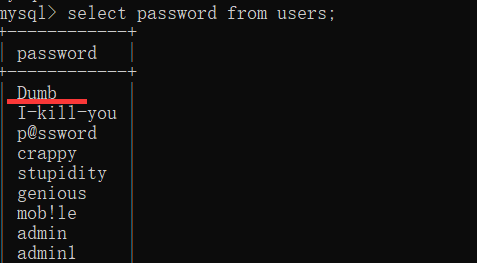 mysql> select password from users;
+------------+
| password   |
+------------+
| Dumb       |
| I-kill-you |
| p@ssword   |
| crappy     |
| stupidity  |
| genious    |
| mob!le     |
| admin      |
| admin1     |